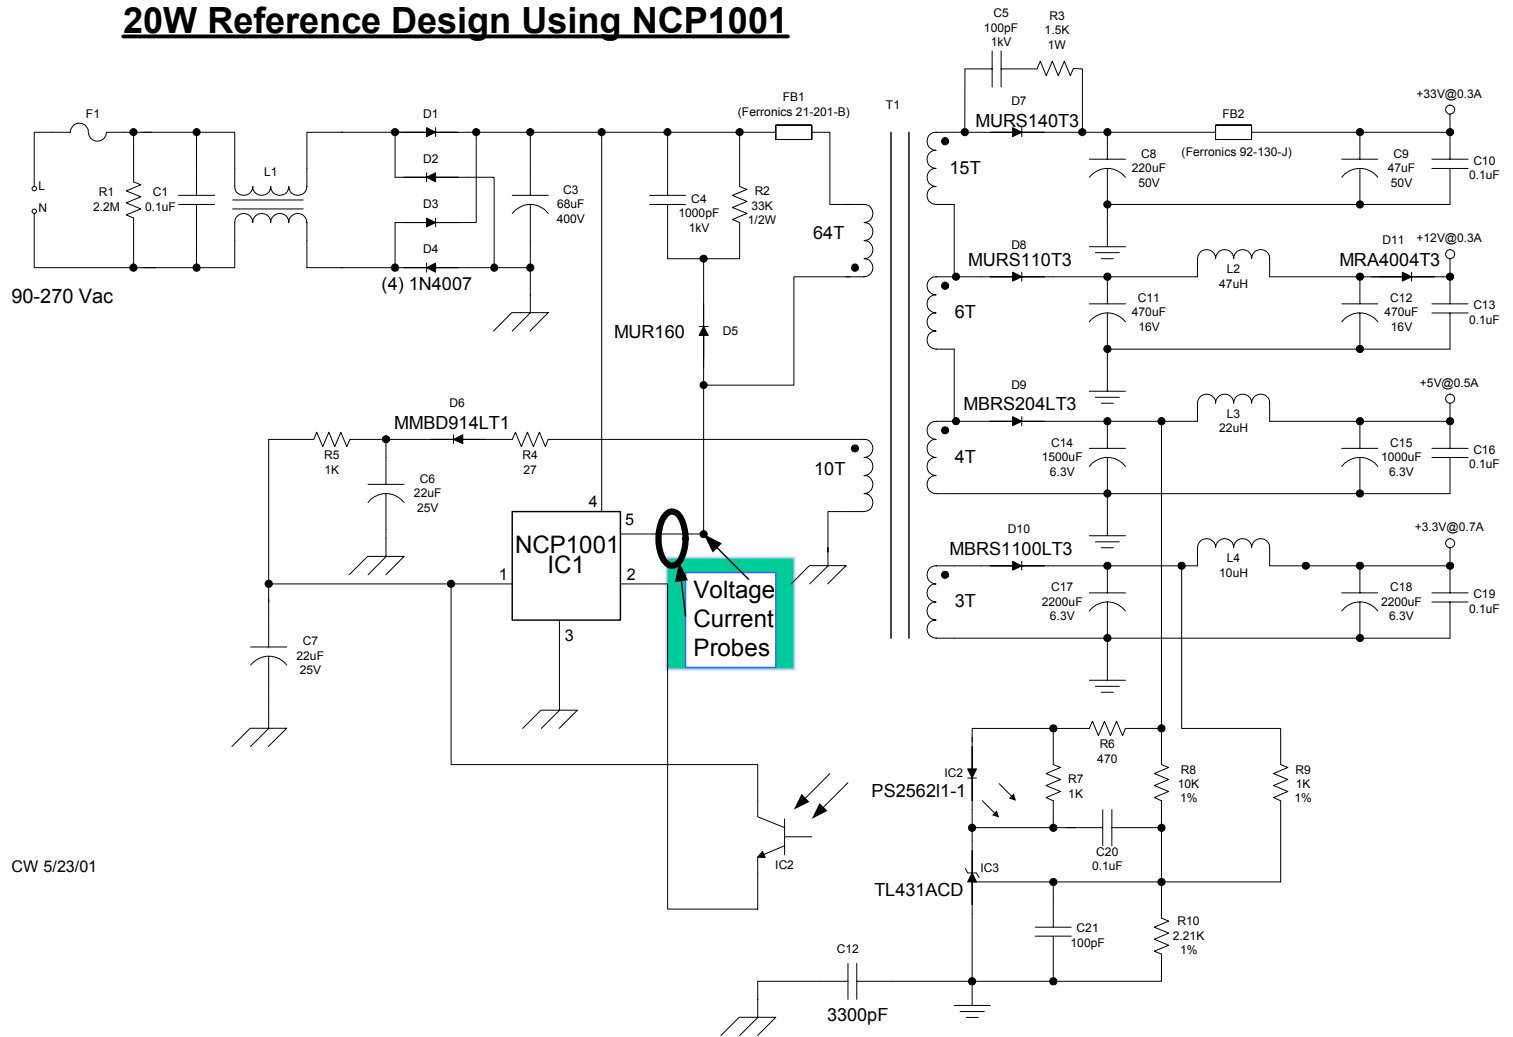 20W Reference Design Using NCP1001
F1
L
N
R1
2.2M
C1
0.1uF
L1
90-270 Vac
D1
D2
D3
D4
(4) 1N4007
C3
68uF
400V
C4
1000pF
1kV
R2
33K
1/2W
FB1
(Ferronics 21-201-B)
64T
MUR160
D5
T1
D6
MMBD914LT1
R5
1K
R4
27
C6
22uF
25V
10T
4
5
NCP1001
IC1
1
2
3
Voltage
Current
Probes
C7
22uF
25V
IC2
CW 5/23/01
C5
100pF
1kV
R3
1.5K
1W
D7
MURS140T3
15T
C8
220uF
50V
FB2
(Ferronics 92-130-J)
+33V@0.3A
C9
47uF
50V
C10
0.1uF
D8
MURS110T3
6T
C11
470uF
16V
L2
47uH
D11
MRA4004T3
+12V@0.3A
C12
470uF
16V
C13
0.1uF
D9
MBRS204LT3
4T
C14
1500uF
6.3V
L3
22uH
+5V@0.5A
C15
1000uF
6.3V
C16
0.1uF
D10
MBRS1100LT3
3T
C17
2200uF
6.3V
L4
10uH
+3.3V@0.7A
C18
2200uF
6.3V
C19
0.1uF
R6
470
IC2
PS2562I1-1
R7
1K
R8
10K
1%
R9
1K
1%
C20
0.1uF
IC3
TL431ACD
C21
100pF
R10
2.21K
1%
C12
3300pF